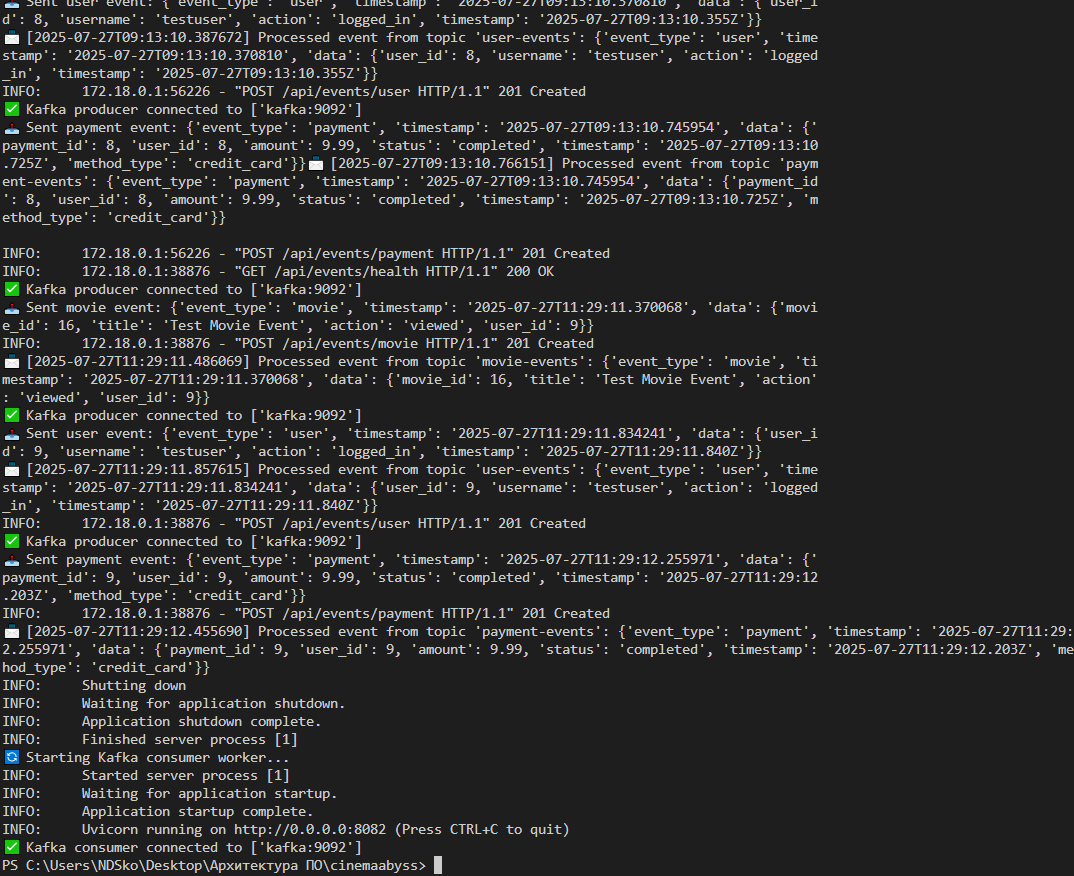 📤 Sent user event: {'event_type': 'user', 'timestamp': '2025-07-27T09:13:10.370810', 'data': {'user_i
d': 8, 'username': 'testuser', 'action': 'logged_in', 'timestamp': '2025-07-27T09:13:10.355Z'}}
📨 [2025-07-27T09:13:10.387672] Processed event from topic 'user-events': {'event_type': 'user', 'time
stamp': '2025-07-27T09:13:10.370810', 'data': {'user_id': 8, 'username': 'testuser', 'action': 'logged
_in', 'timestamp': '2025-07-27T09:13:10.355Z'}}
INFO:     172.18.0.1:56226 - "POST /api/events/user HTTP/1.1" 201 Created
✅ Kafka producer connected to ['kafka:9092']
📤 Sent payment event: {'event_type': 'payment', 'timestamp': '2025-07-27T09:13:10.745954', 'data': {'
payment_id': 8, 'user_id': 8, 'amount': 9.99, 'status': 'completed', 'timestamp': '2025-07-27T09:13:10
.725Z', 'method_type': 'credit_card'}}📨 [2025-07-27T09:13:10.766151] Processed event from topic 'paym
ent-events': {'event_type': 'payment', 'timestamp': '2025-07-27T09:13:10.745954', 'data': {'payment_id
': 8, 'user_id': 8, 'amount': 9.99, 'status': 'completed', 'timestamp': '2025-07-27T09:13:10.725Z', 'm
ethod_type': 'credit_card'}}
INFO:     172.18.0.1:56226 - "POST /api/events/payment HTTP/1.1" 201 Created
INFO:     172.18.0.1:38876 - "GET /api/events/health HTTP/1.1" 200 OK
✅ Kafka producer connected to ['kafka:9092']
📤 Sent movie event: {'event_type': 'movie', 'timestamp': '2025-07-27T11:29:11.370068', 'data': {'movi
e_id': 16, 'title': 'Test Movie Event', 'action': 'viewed', 'user_id': 9}}
INFO:     172.18.0.1:38876 - "POST /api/events/movie HTTP/1.1" 201 Created
📨 [2025-07-27T11:29:11.486069] Processed event from topic 'movie-events': {'event_type': 'movie', 'ti
mestamp': '2025-07-27T11:29:11.370068', 'data': {'movie_id': 16, 'title': 'Test Movie Event', 'action'
: 'viewed', 'user_id': 9}}
✅ Kafka producer connected to ['kafka:9092']
📤 Sent user event: {'event_type': 'user', 'timestamp': '2025-07-27T11:29:11.834241', 'data': {'user_i
d': 9, 'username': 'testuser', 'action': 'logged_in', 'timestamp': '2025-07-27T11:29:11.840Z'}}
📨 [2025-07-27T11:29:11.857615] Processed event from topic 'user-events': {'event_type': 'user', 'time
stamp': '2025-07-27T11:29:11.834241', 'data': {'user_id': 9, 'username': 'testuser', 'action': 'logged
_in', 'timestamp': '2025-07-27T11:29:11.840Z'}}
INFO:     172.18.0.1:38876 - "POST /api/events/user HTTP/1.1" 201 Created
✅ Kafka producer connected to ['kafka:9092']
📤 Sent payment event: {'event_type': 'payment', 'timestamp': '2025-07-27T11:29:12.255971', 'data': {'
payment_id': 9, 'user_id': 9, 'amount': 9.99, 'status': 'completed', 'timestamp': '2025-07-27T11:29:12
.203Z', 'method_type': 'credit_card'}}
INFO:     172.18.0.1:38876 - "POST /api/events/payment HTTP/1.1" 201 Created
📨 [2025-07-27T11:29:12.455690] Processed event from topic 'payment-events': {'event_type': 'payment', 'timestamp': '2025-07-27T11:29:
2.255971', 'data': {'payment_id': 9, 'user_id': 9, 'amount': 9.99, 'status': 'completed', 'timestamp': '2025-07-27T11:29:12.203Z', 'me
hod_type': 'credit_card'}}
INFO:     Shutting down
INFO:     Waiting for application shutdown.
INFO:     Application shutdown complete.
INFO:     Finished server process [1]
🔄 Starting Kafka consumer worker...
INFO:     Started server process [1]
INFO:     Waiting for application startup.
INFO:     Application startup complete.
INFO:     Uvicorn running on http://0.0.0.0:8082 (Press CTRL+C to quit)
✅ Kafka consumer connected to ['kafka:9092']
PS C:\Users\NDSko\Desktop\Архитектура ПО\cinemaabyss>